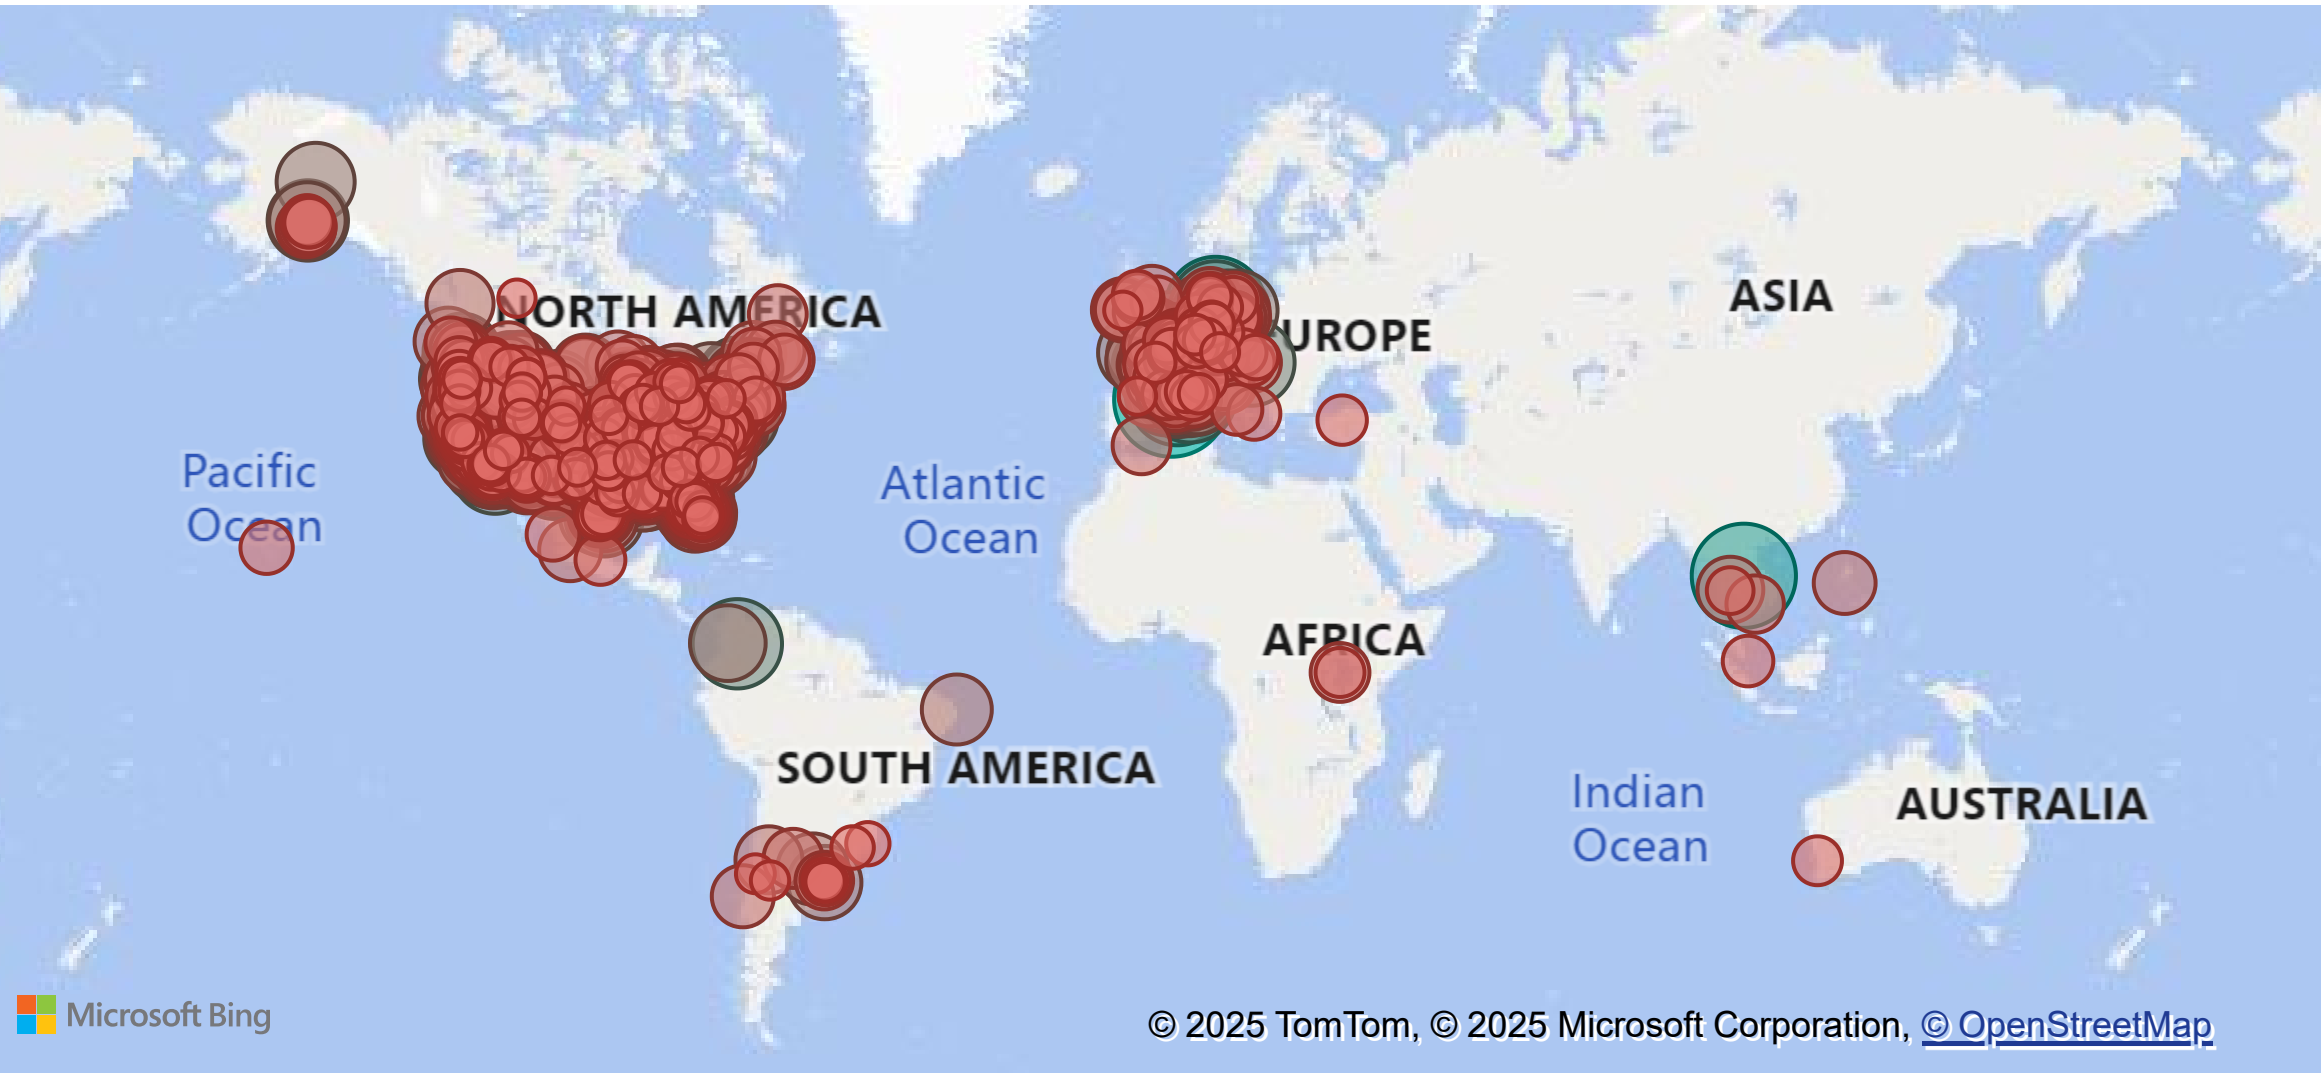 ASIA
NORTH AMERICA
UROPE
Pacific
Ocean
Atlantic
Ocean
AFRICA
SOUTH AMERICA
Indian
Ocean
AUSTRALIA
Microsoft Bing
© 2025 TomTom, © 2025 Microsoft Corporation, © OpenStreetMap